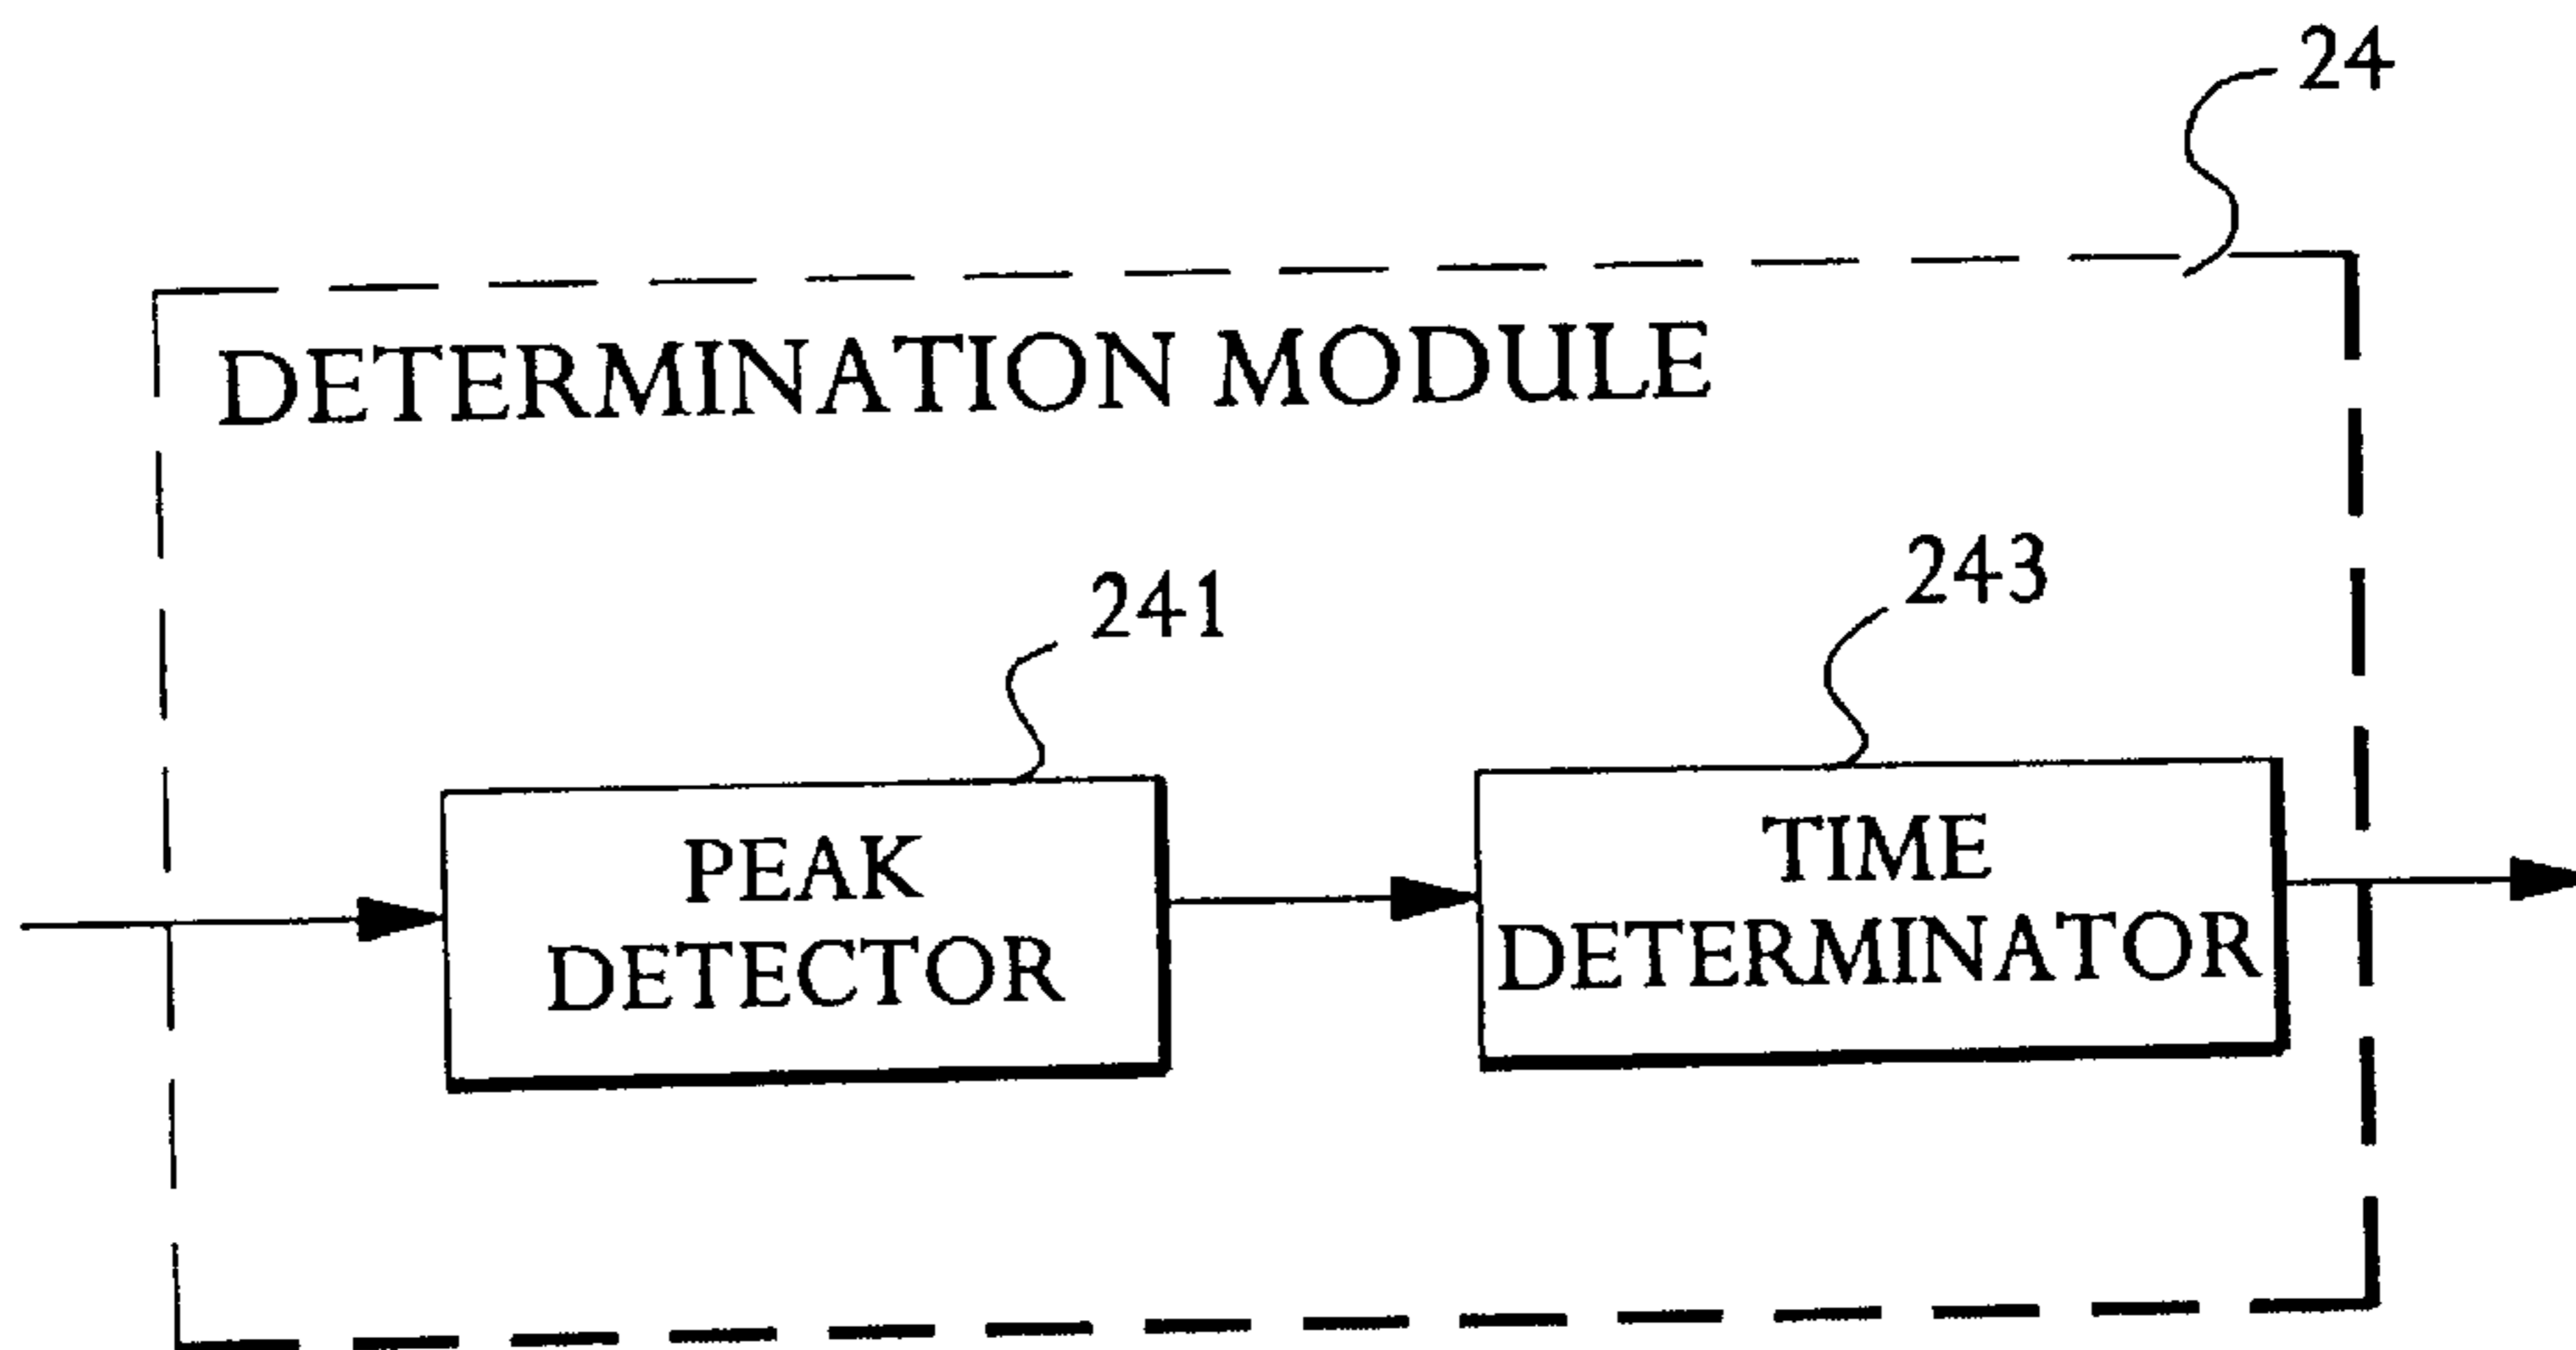 24
DETERMINATION MODULE
241
243
PEAK
DETECTOR
TIME
DETERMINATOR